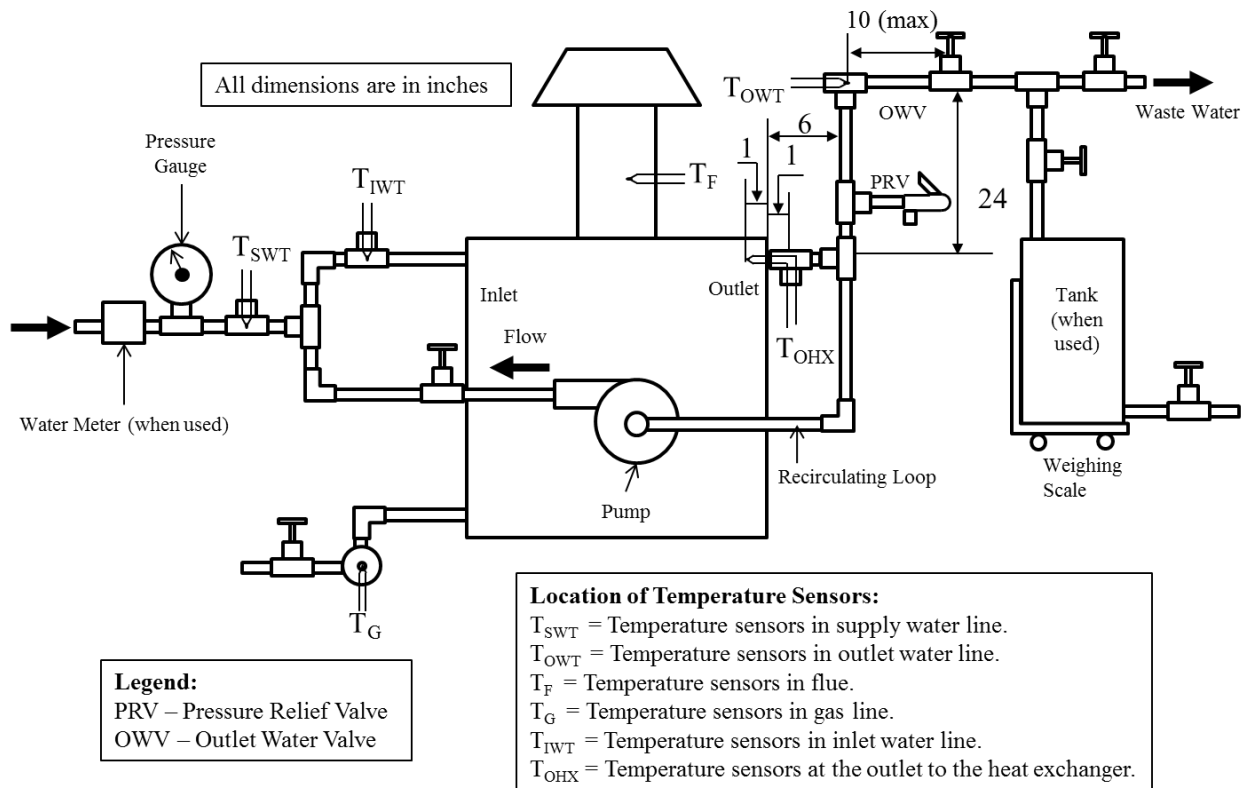 10 (max)
All dimensions are in inches
T_OWT
OWV
Waste Water
Pressure
Gauge
6
1
1
T_IWT
T_F
PRV
24
T_SWT
Inlet
Outlet
Tank
(when
used)
Flow
T_OHX
Water Meter (when used)
Recirculating Loop
Weighing
Scale
Pump
T_G
Location of Temperature Sensors:
T_SWT = Temperature sensors in supply water line.
T_OWT = Temperature sensors in outlet water line.
T_F = Temperature sensors in flue.
T_G = Temperature sensors in gas line.
T_IWT = Temperature sensors in inlet water line.
T_OHX = Temperature sensors at the outlet to the heat exchanger.
Legend:
PRV – Pressure Relief Valve
OWV – Outlet Water Valve